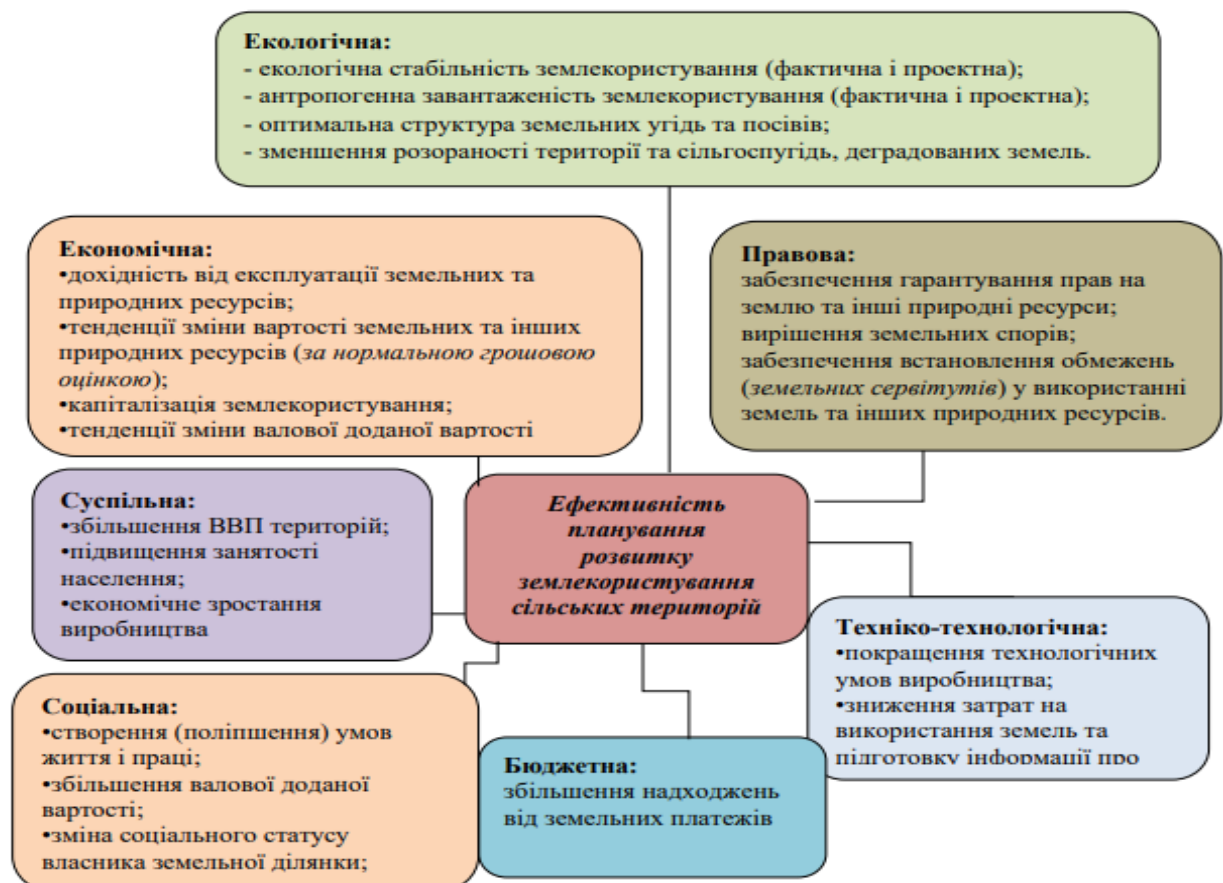 Екологічна:
- екологічна стабільність землекористування (фактична і проектна);
- антропогенна завантаженість землекористування (фактична і проектна);
- оптимальна структура земельних угідь та посівів;
- зменшення розораності території та сільгоспугідь, деградованих земель.
Економічна:
•дохідність від експлуатації земельних та
природних ресурсів;
•тенденції зміни вартості земельних та інших
природних ресурсів (за нормальною грошовою
оцінкою);
•капіталізація землекористування;
•тенденції зміни валової доданої вартості
Правова:
забезпечення гарантування прав на
землю та інші природні ресурси;
вирішення земельних спорів;
забезпечення встановлення обмежень
(земельних сервітутів) у використанні
земель та інших природних ресурсів.
Суспільна:
•збільшення ВВП територій;
•підвищення занятості
населення;
•економічне зростання
виробництва
Ефективність
планування
розвитку
землекористування
сільських територій
Техніко-технологічна:
•покращення технологічних
умов виробництва;
•зниження затрат на
використання земель та
підготовку інформації про
Соціальна:
•створення (поліпшення) умов
життя і праці;
•збільшення валової доданої
вартості;
•зміна соціального статусу
власника земельної ділянки;
Бюджетна:
збільшення надходжень
від земельних платежів